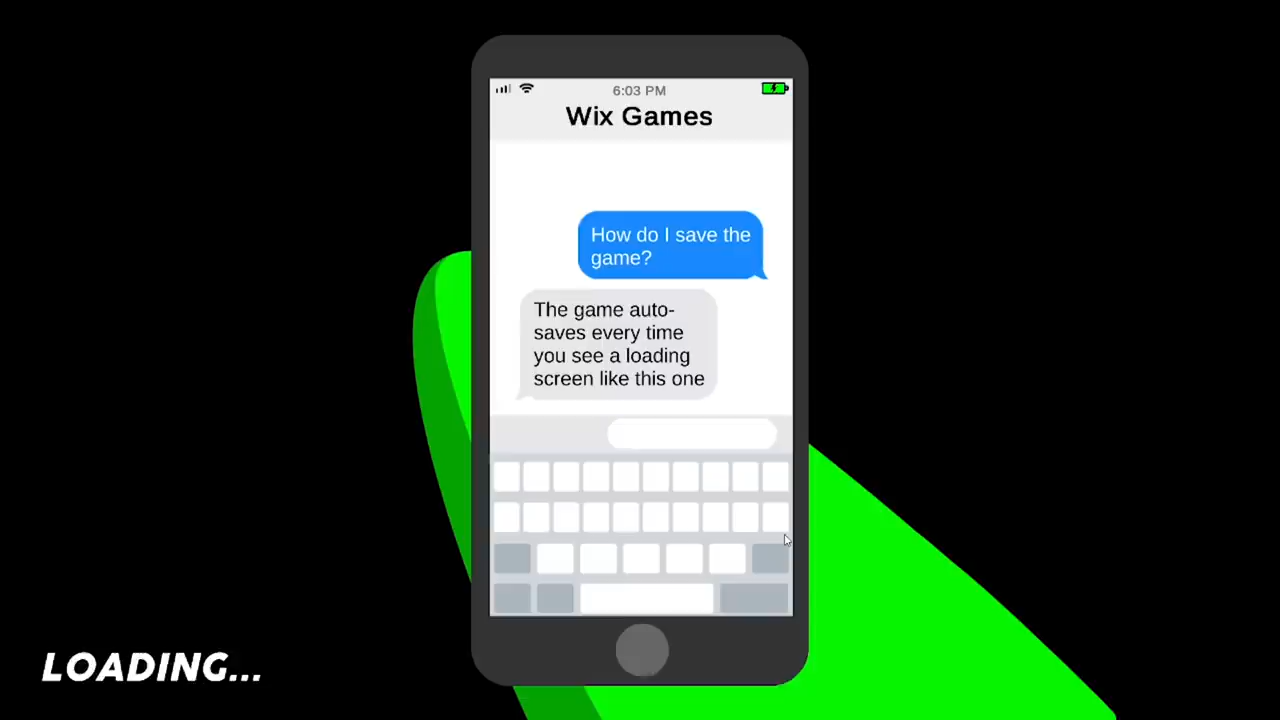 6:03 PM
Wix Games
How do I save the
game?
The game auto-
saves every time
you see a loading
screen like this one
LOADING...